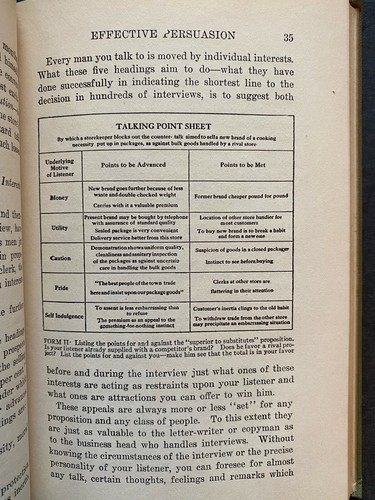 EFFECTIVE PERSUASION 35
Every man you talk to is moved by individual interests.
What these five headings aim to do—what they have
done successfully in indicating the shortest line to the
decision in hundreds of interviews, is to suggest both
TALKING POINT SHEET
By which a storekeeper blocks out the counter-talk aimed to sell a new brand of a cooking
necessity put up in packages, as against bulk goods handled by a rival store
Underlying Motive of Listener
Points to be Advanced
Points to be Met
Money
New brand goes further because of less
waste and double-checked weight
Carries with it a valuable premium
Former brand cheaper pound for pound
Utility
Present brand may be bought by telephone
with assurance of standard quality
Sealed package is very convenient
Delivery service better from this store
Location of other store handier for
most customers
To buy new brand is to break a habit
and form a new one
Caution
Demonstration shows uniform quality,
cleanliness and sanitary inspection
of the packages as against uncertain
care in handling the bulk goods
Suspicion of goods in a closed package
Instinct to see before buying
Pride
"The best people of the town trade
here and insist upon our package goods"
Clerks at other store are
flattering in their attention
Self Indulgence
To assent is less embarrassing than
to refuse
The premium as an appeal to the
something-for-nothing instinct
Customer's inertia clings to the old habit
To withdraw trade from the other store
may precipitate an embarrassing situation
FORM II: Listing the points for and against the "superior to substitutes" proposition.
Is your listener already supplied with a competitor's brand? Does he favor a rival pro-
ject? List the points for and against you—make him see that the total is in your favor
before and during the interview just what ones of these
interests are acting as restraints upon your listener and
what ones are attractions you can offer to win him.
These appeals are always more or less "set" for any
proposition and any class of people. To this extent they
are just as valuable to the letter-writer or copyman as
to the business head who handles interviews. Without
knowing the circumstances of the interview or the precise
personality of your listener, you can foresee for almost
any talk, certain thoughts, feelings and remarks which